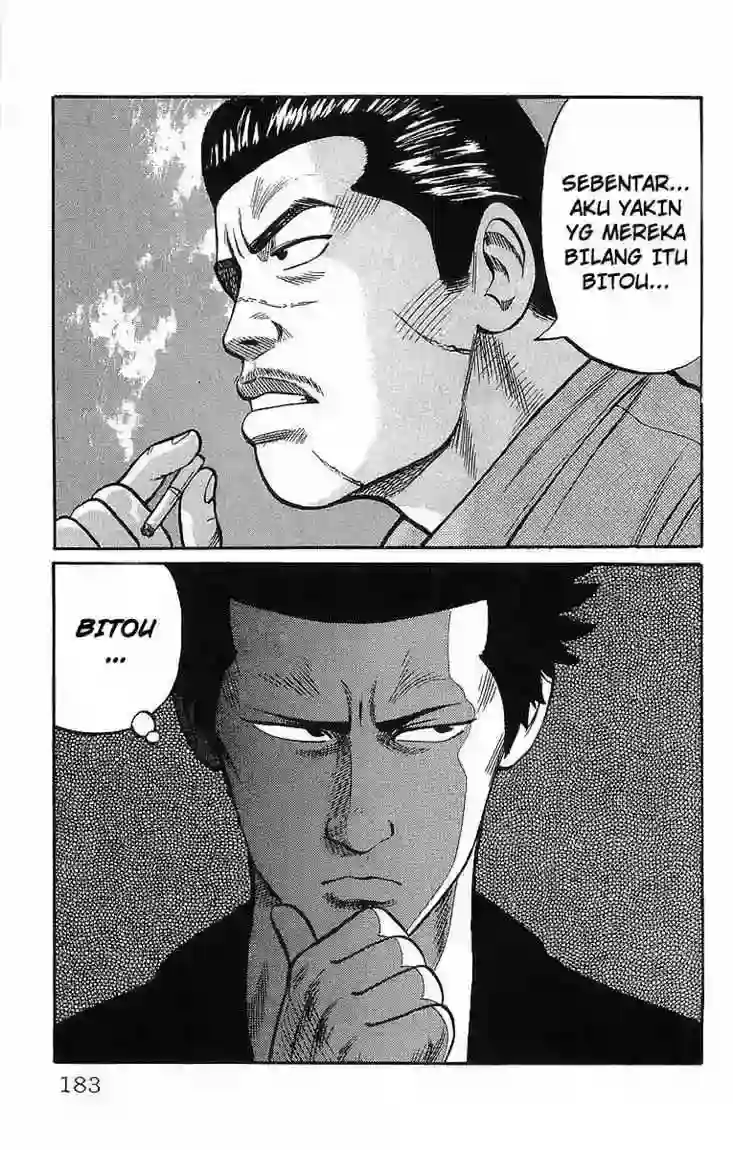 SEBENTAR...
AKU YAKIN
YG MEREKA
BILANG ITU
BITOU...
BITOU
...
183